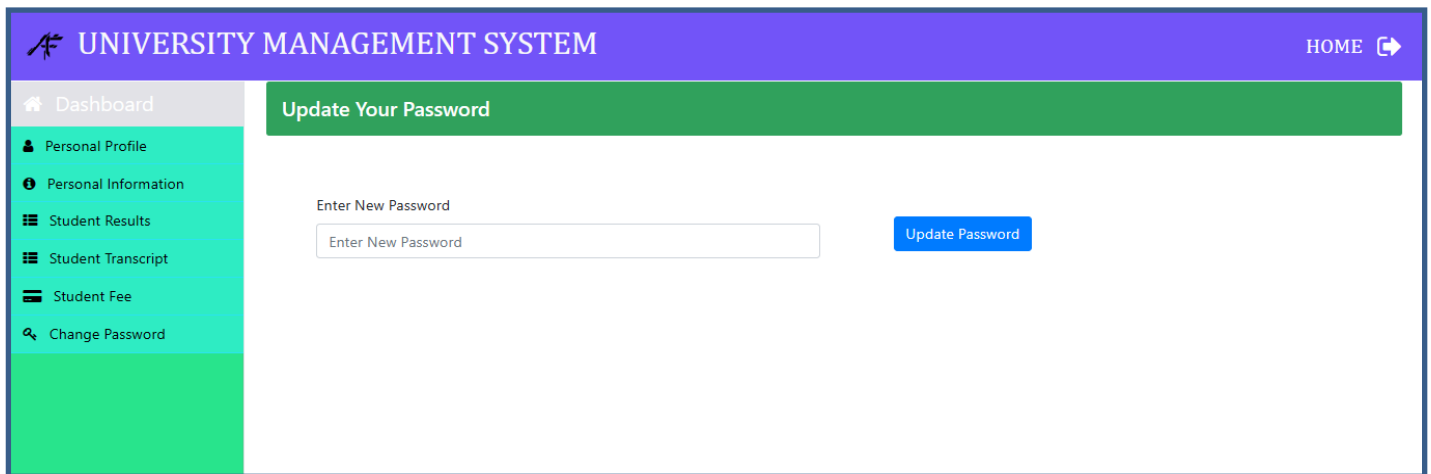 UNIVERSITY MANAGEMENT SYSTEM
HOME
Dashboard
Personal Profile
Personal Information
Student Results
Student Transcript
Student Fee
Change Password
Update Your Password
Enter New Password
Enter New Password
Update Password